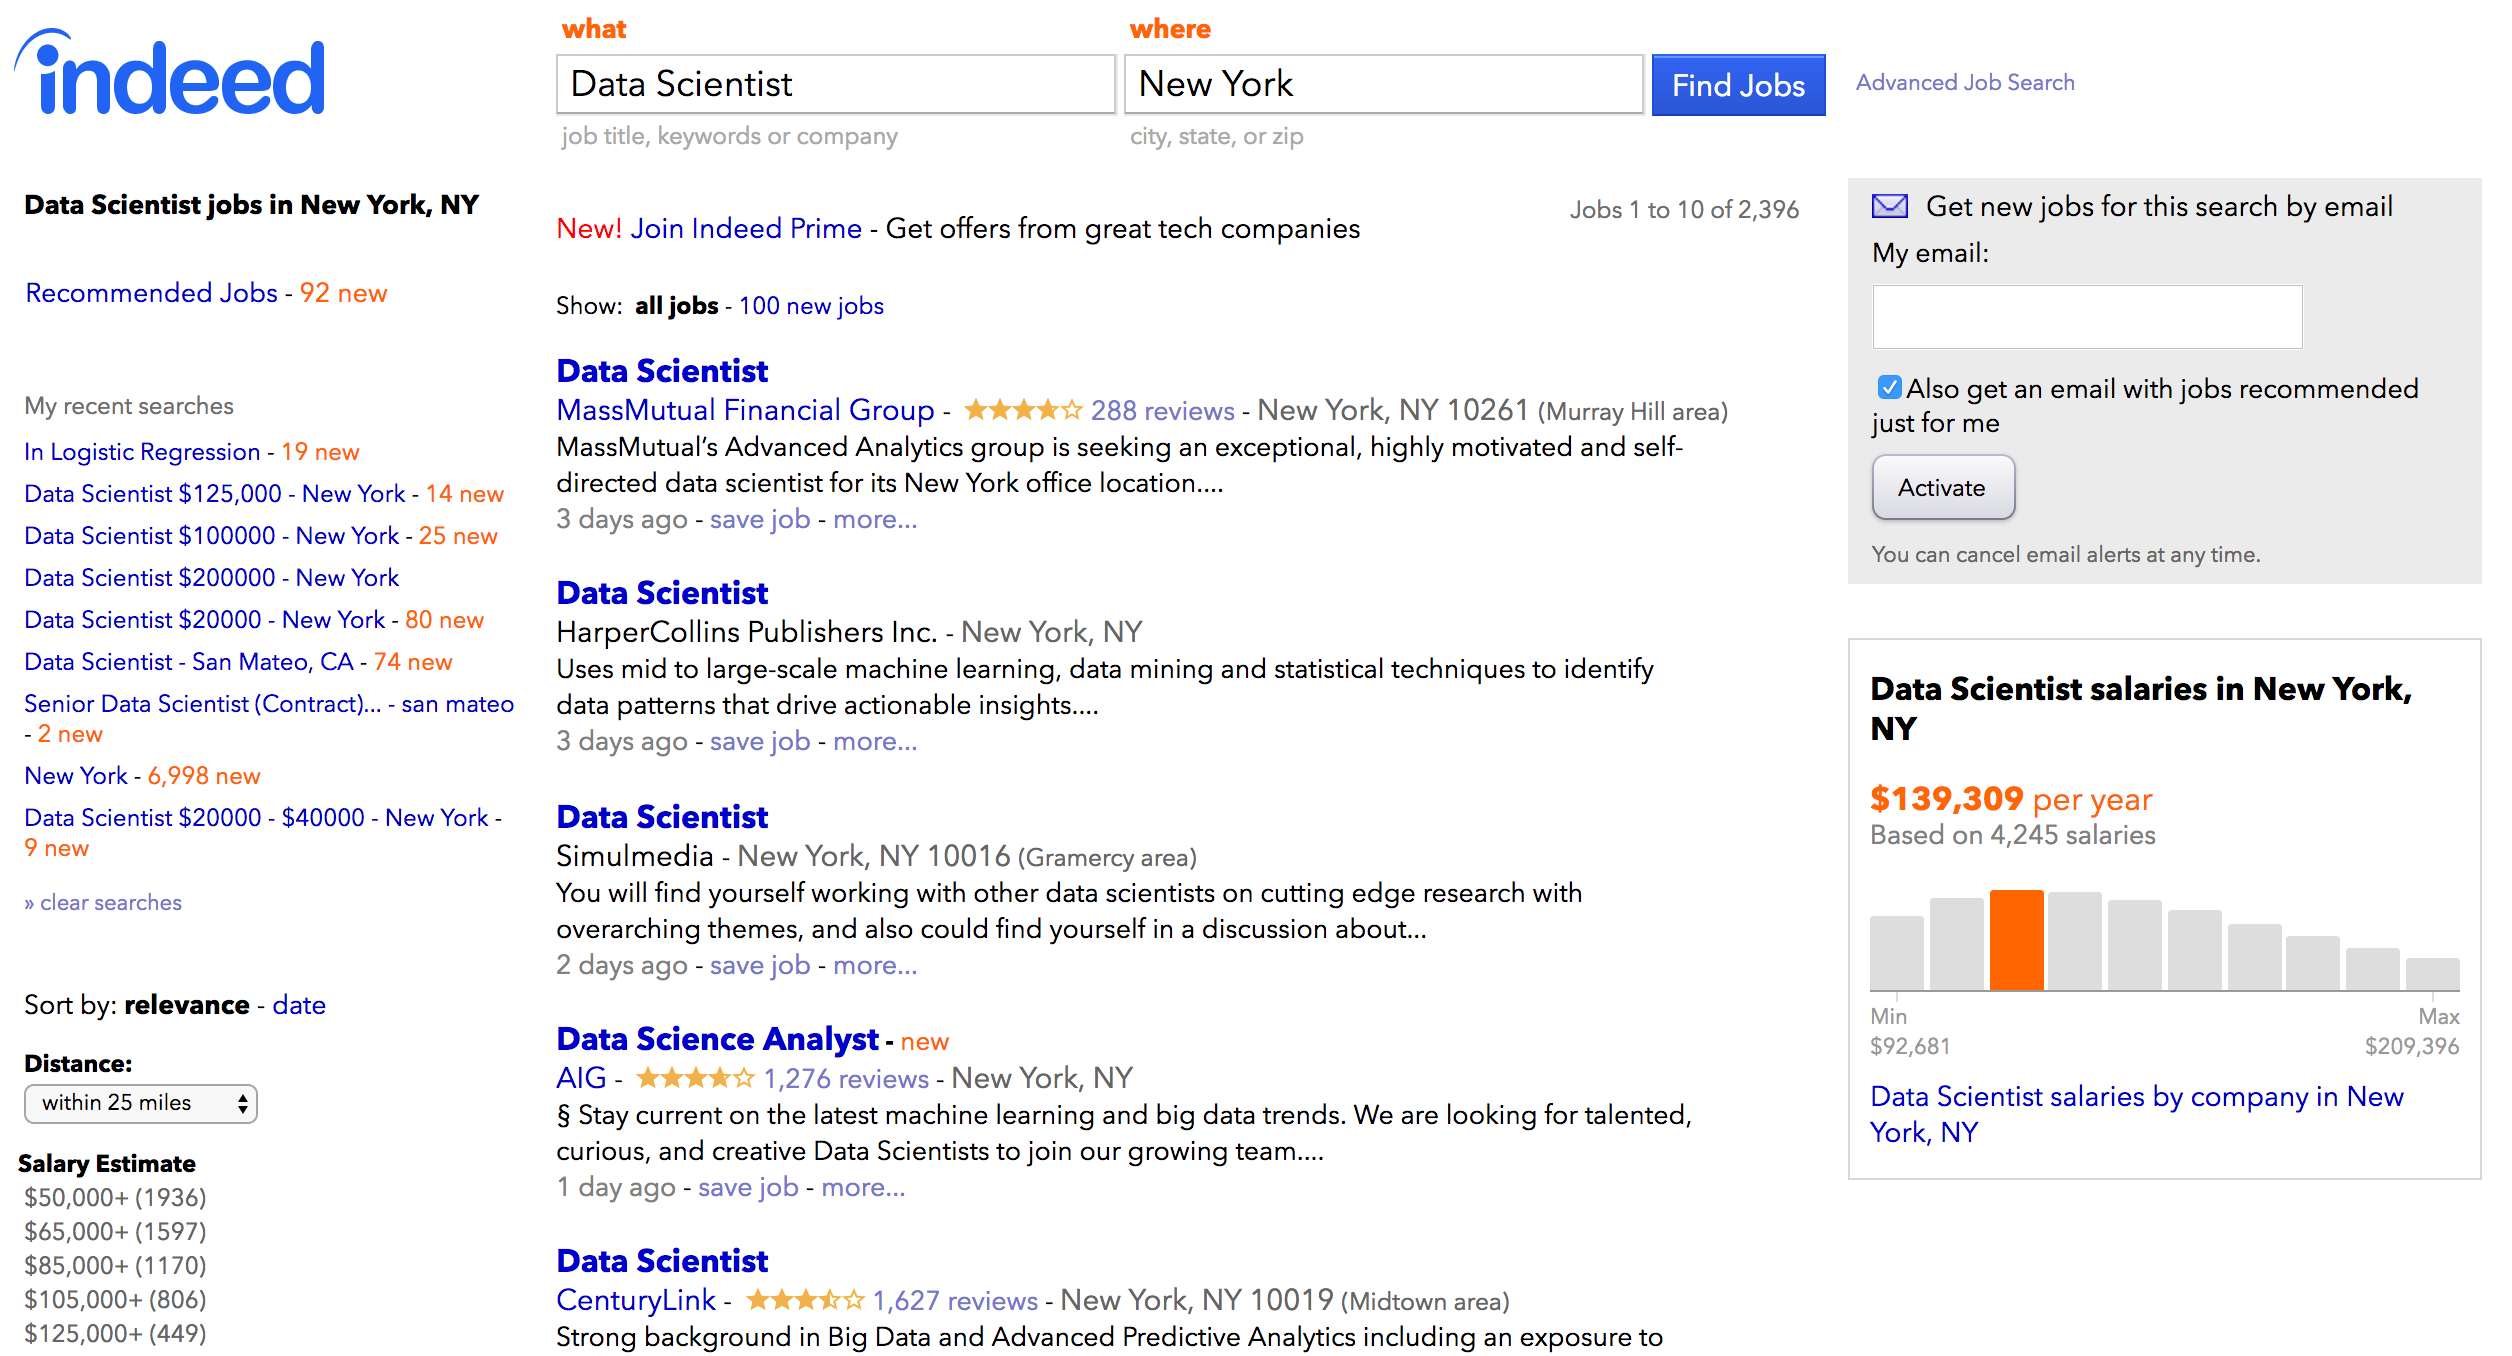 indeed
what
where
Data Scientist
New York
Find Jobs
Advanced Job Search
job title, keywords or company
city, state, or zip
Data Scientist jobs in New York, NY
Recommended Jobs - 92 new
My recent searches
In Logistic Regression - 19 new
Data Scientist $125,000 - New York - 14 new
Data Scientist $100000 - New York - 25 new
Data Scientist $200000 - New York
Data Scientist $20000 - New York - 80 new
Data Scientist - San Mateo, CA - 74 new
Senior Data Scientist (Contract)... - san mateo
- 2 new
New York - 6,998 new
Data Scientist $20000 - $40000 - New York -
9 new
» clear searches
Sort by: relevance - date
Distance:
within 25 miles
Salary Estimate
$50,000+ (1936)
$65,000+ (1597)
$85,000+ (1170)
$105,000+ (806)
$125,000+ (449)
Jobs 1 to 10 of 2,396
New! Join Indeed Prime - Get offers from great tech companies
Show: all jobs - 100 new jobs
Data Scientist
MassMutual Financial Group - 288 reviews - New York, NY 10261 (Murray Hill area)
MassMutual's Advanced Analytics group is seeking an exceptional, highly motivated and self-
directed data scientist for its New York office location....
3 days ago - save job - more...
Data Scientist
HarperCollins Publishers Inc. - New York, NY
Uses mid to large-scale machine learning, data mining and statistical techniques to identify
data patterns that drive actionable insights....
3 days ago - save job - more...
Data Scientist
Simulmedia - New York, NY 10016 (Gramercy area)
You will find yourself working with other data scientists on cutting edge research with
overarching themes, and also could find yourself in a discussion about...
2 days ago - save job - more...
Data Science Analyst - new
AIG - 1,276 reviews - New York, NY
§ Stay current on the latest machine learning and big data trends. We are looking for talented,
curious, and creative Data Scientists to join our growing team....
1 day ago - save job - more...
Data Scientist
CenturyLink - 1,627 reviews - New York, NY 10019 (Midtown area)
Strong background in Big Data and Advanced Predictive Analytics including an exposure to
Get new jobs for this search by email
My email:
Also get an email with jobs recommended
just for me
Activate
You can cancel email alerts at any time.
Data Scientist salaries in New York,
NY
$139,309 per year
Based on 4,245 salaries
Min
Max
$92,681
$209,396
Data Scientist salaries by company in New
York, NY